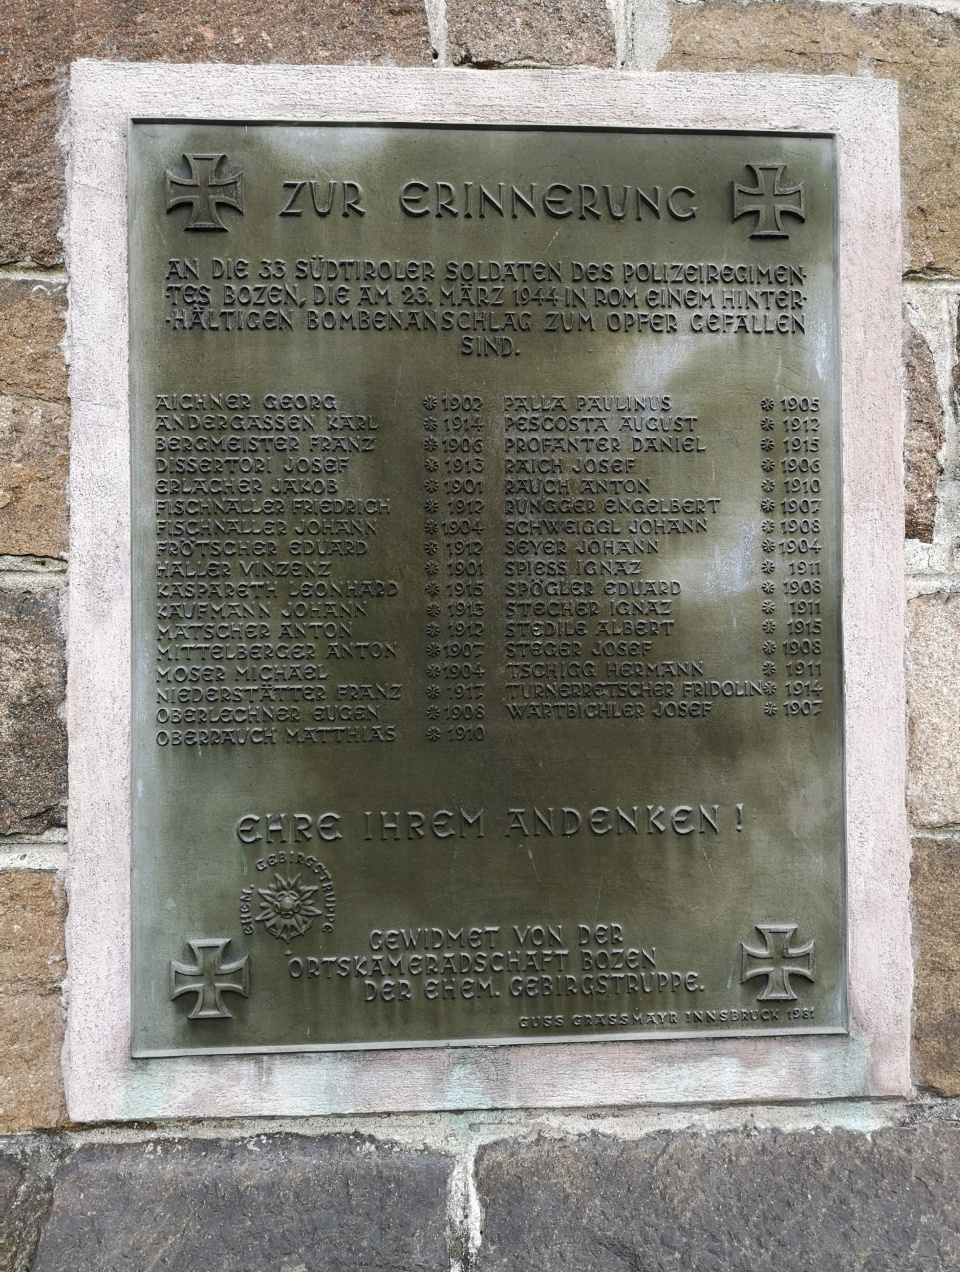 ZUR ERINNERUNG
AN DIE 33 SÜDTIROLER SOLDATEN DES POLIZEIREGIMEN-
TES BOZEN, DIE AM 23. MÄRZ 1944 IN ROM EINEM HINTER-
HÄLTIGEN BOMBENANSCHLAG ZUM OPFER GEFALLEN
SIND.
AICHNER GEORG * 1902
ANDERGASSEN KARL * 1914
BERGMEISTER FRANZ * 1906
DISSERTORI JOSEF * 1913
ERLACHER JAKOB * 1901
FISCHNALLER FRIEDRICH * 1912
FISCHNALLER JOHANN * 1904
FRÖTSCHER EDUARD * 1912
HALLER VINZENZ * 1901
KASPARETH LEONHARD * 1915
KAUFMANN JOHANN * 1913
MATSCHER ANTON * 1912
MITTELBERGER ANTON * 1907
MOSER MICHAEL * 1904
NIEDERSTÄTTER FRANZ * 1917
OBERLECHNER EUGEN * 1908
OBERRAUCH MATTHIAS * 1910
PALLA PAULINUS * 1905
PESCOSTA AUGUST * 1912
PROFANTER DANIEL * 1915
RAICH JOSEF * 1906
RAUCH ANTON * 1910
RUNGGER ENGELBERT * 1907
SCHWEIGGL JOHANN * 1908
SEYER JOHANN * 1904
SPIESS IGNAZ * 1911
SPÖGLER EDUARD * 1908
STECHER IGNAZ * 1911
STEDILE ALBERT * 1915
STEGER JOSEF * 1908
TSCHIGG HERMANN * 1911
TURNERRETSCHER FRIDOLIN * 1914
WARTBICHLER JOSEF * 1907
EHRE IHREM ANDENKEN !
EHEM. GEBIRGSTRUPPE
GEWIDMET VON DER
ORTSKAMERADSCHAFT BOZEN
DER EHEM. GEBIRGSTRUPPE.
GUSS GRASSMAYR INNSBRUCK 1981